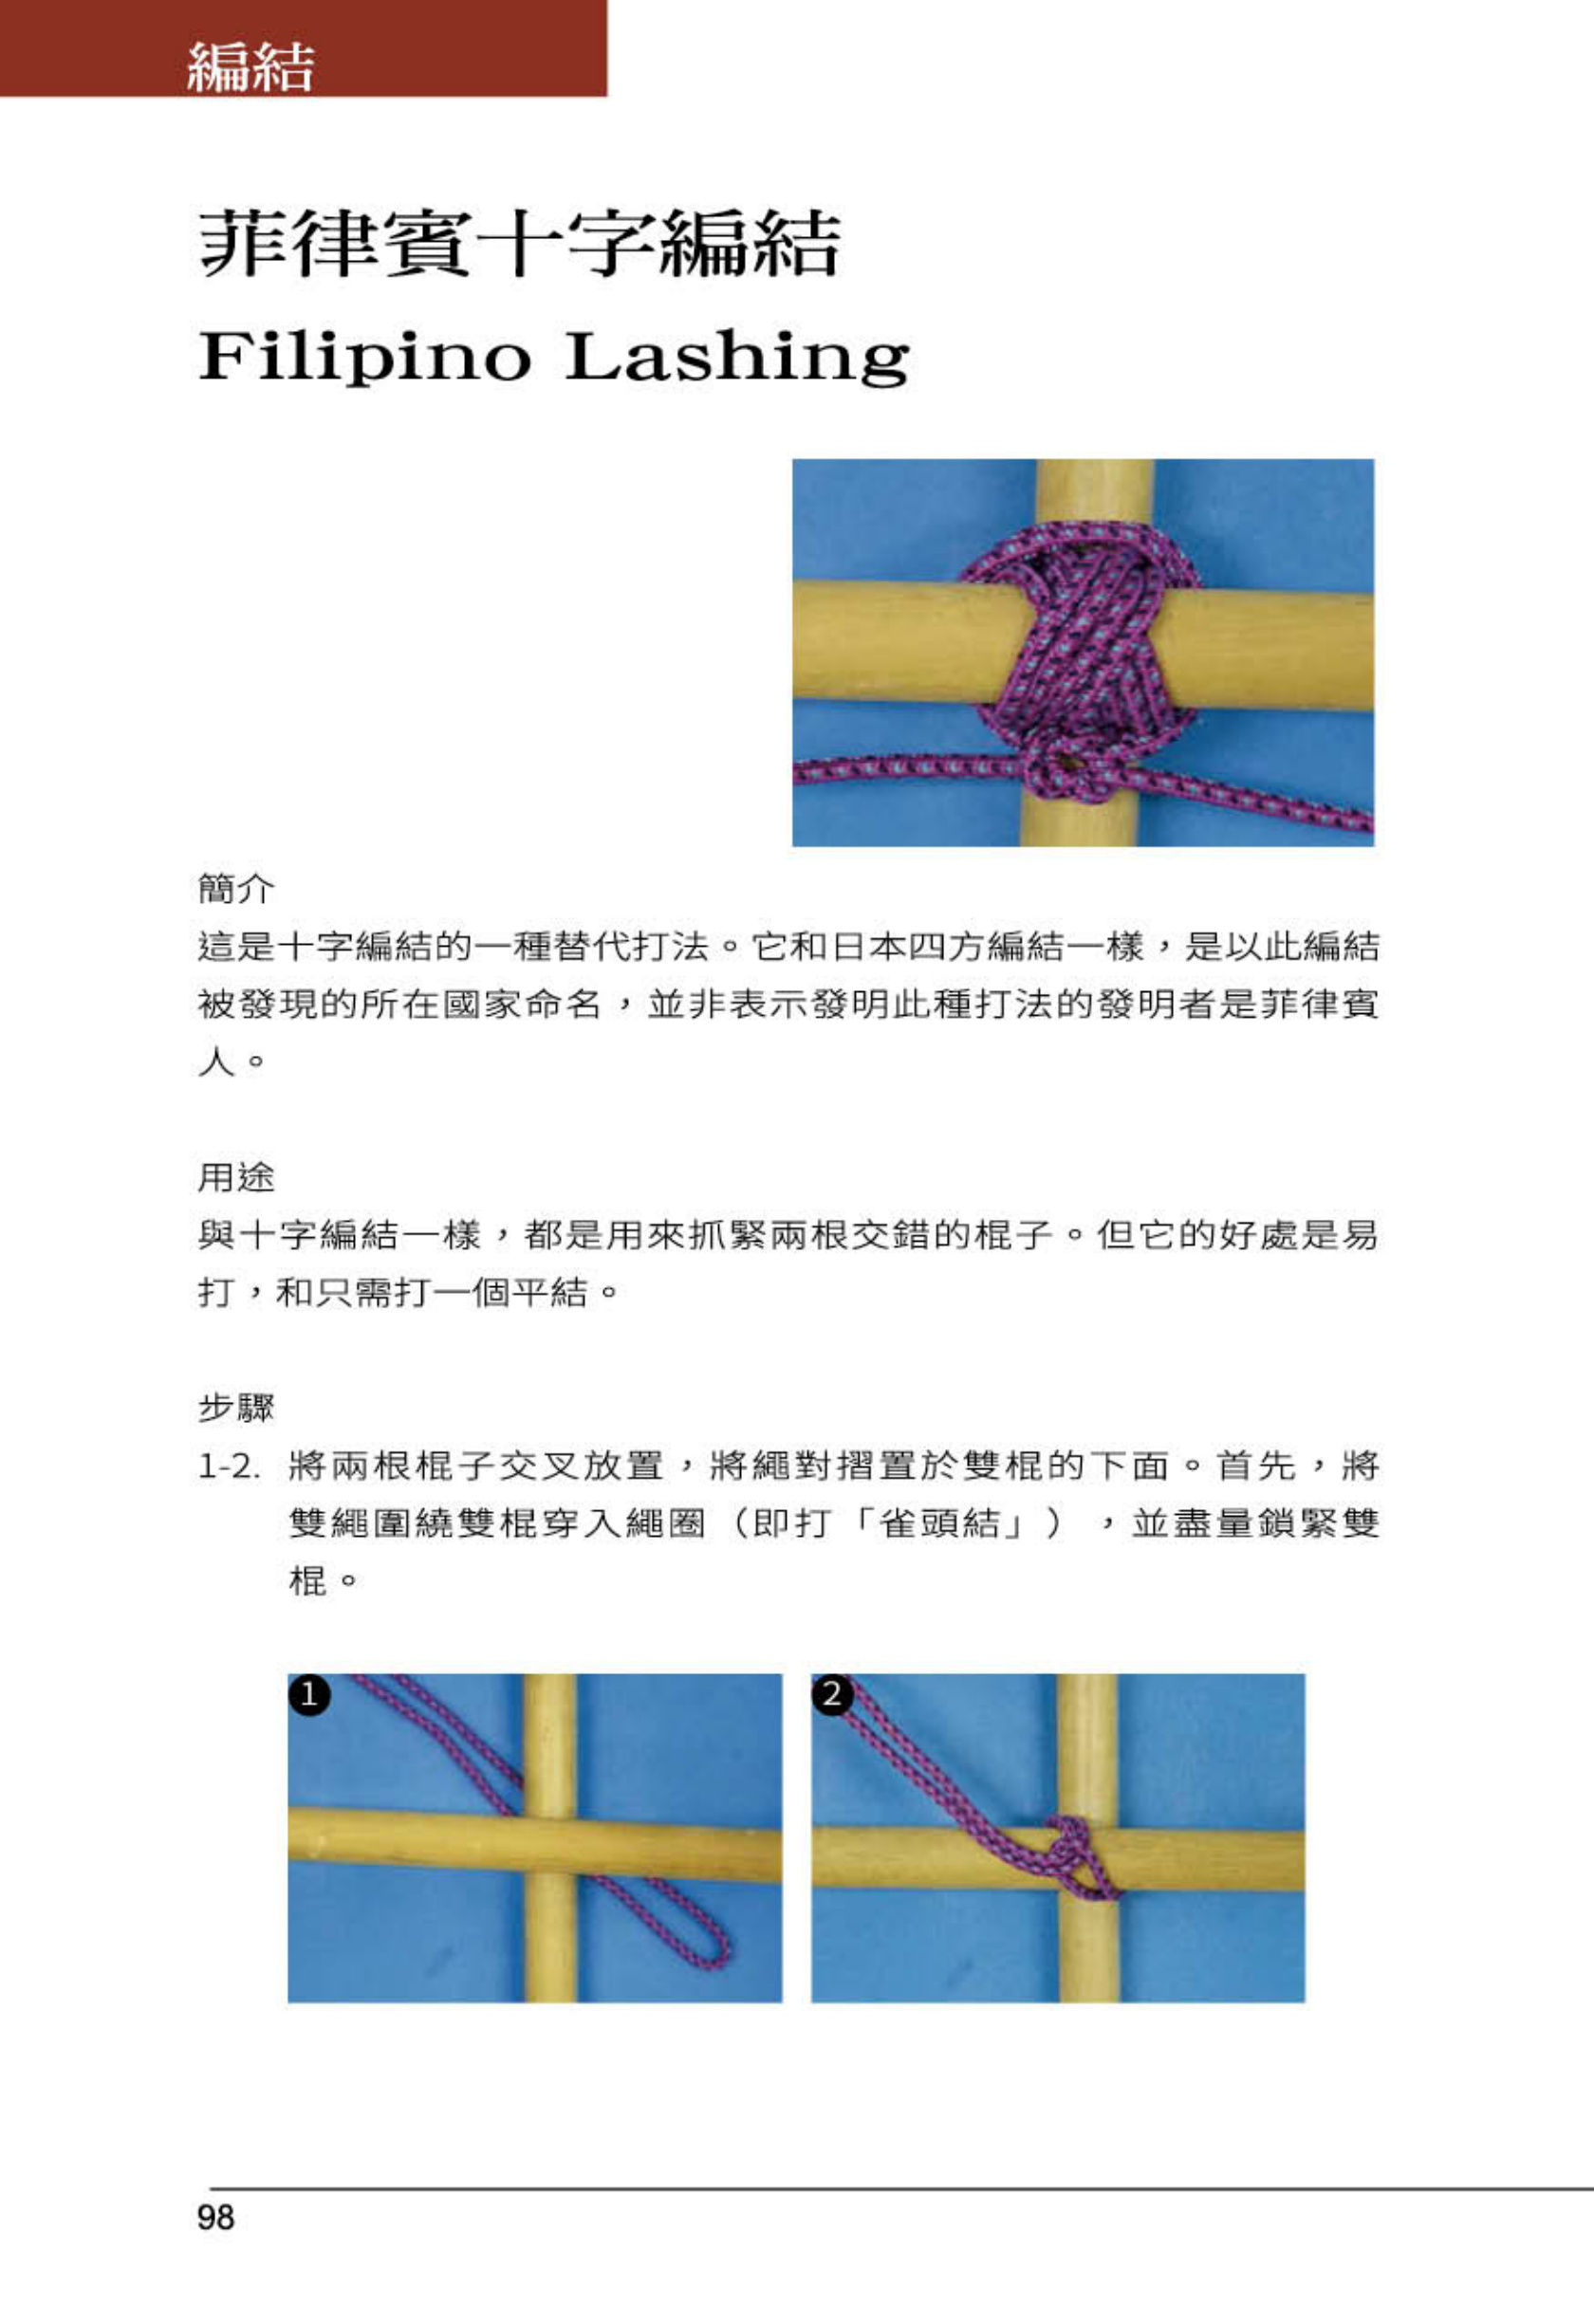 編結
菲律賓十字編結
Filipino Lashing
簡介
這是十字編結的一種替代打法。它和日本四方編結一樣，是以此編結
被發現的所在國家命名，並非表示發明此種打法的發明者是菲律賓
人。
用途
與十字編結一樣，都是用來抓緊兩根交錯的棍子。但它的好處是易
打，和只需打一個平結。
步驟
1-2. 將兩根棍子交叉放置，將繩對摺置於雙棍的下面。首先，將
雙繩圍繞雙棍穿入繩圈（即打「雀頭結」），並盡量鎖緊雙
棍。
1
2
98